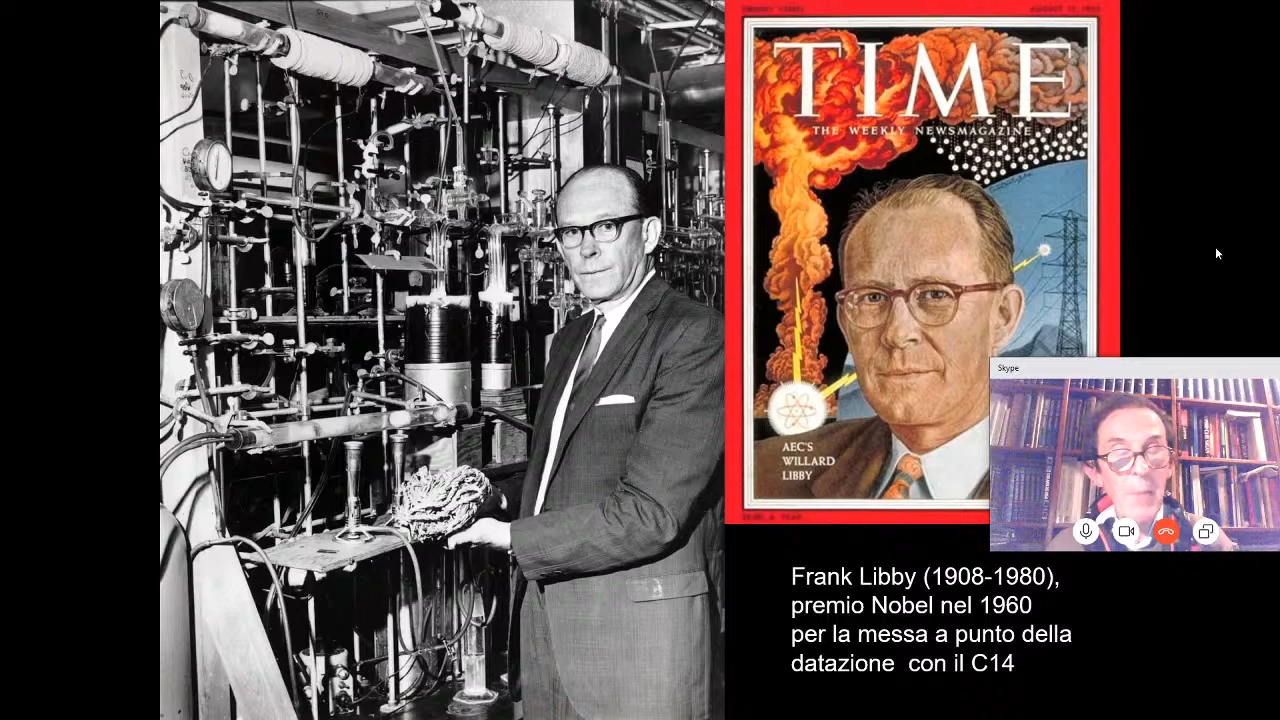 TIME
THE WEEKLY NEWSMAGAZINE
AEC'S
WILLARD
LIBBY
Skype
Frank Libby (1908-1980),
premio Nobel nel 1960
per la messa a punto della
datazione  con il C14